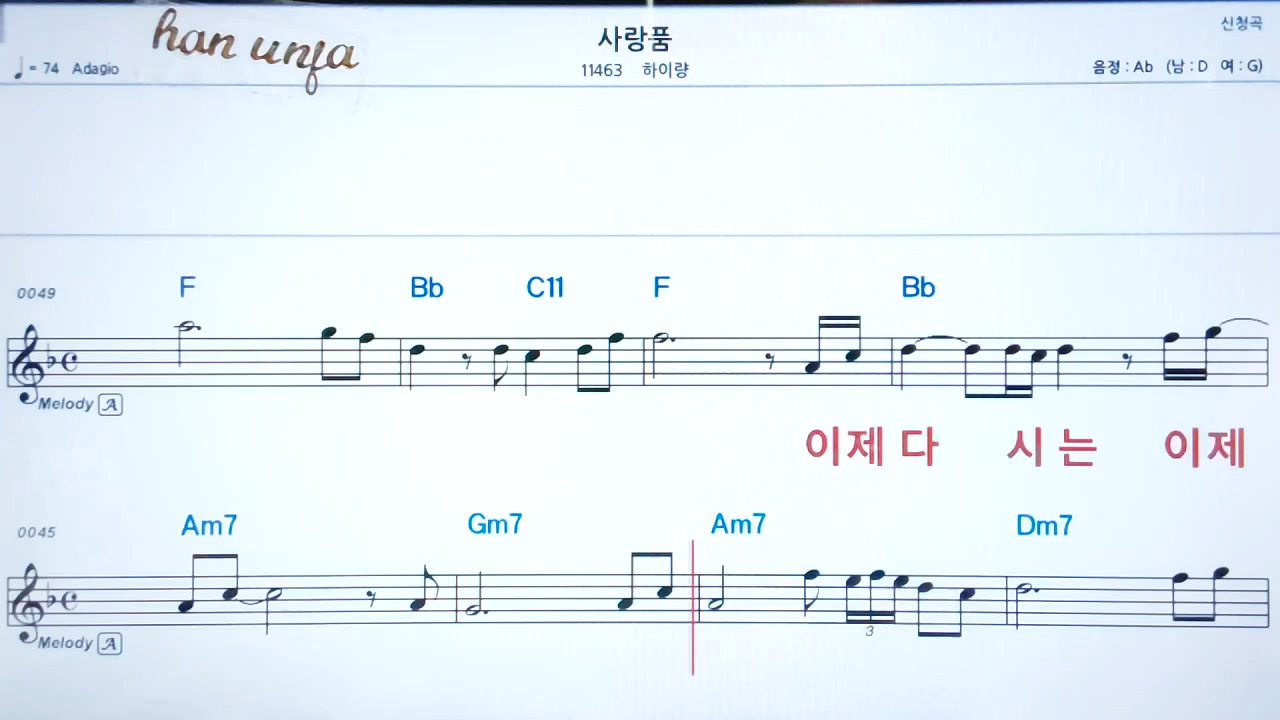 han unja
사랑품
신청곡
♩= 74 Adagio
11463 하이량
음정 : Ab (남 : D 여 : G)
F Bb C11 F Bb
0049
Melody A
이제 다 시 는 이제
Am7 Gm7 Am7 Dm7
0045
3
Melody A